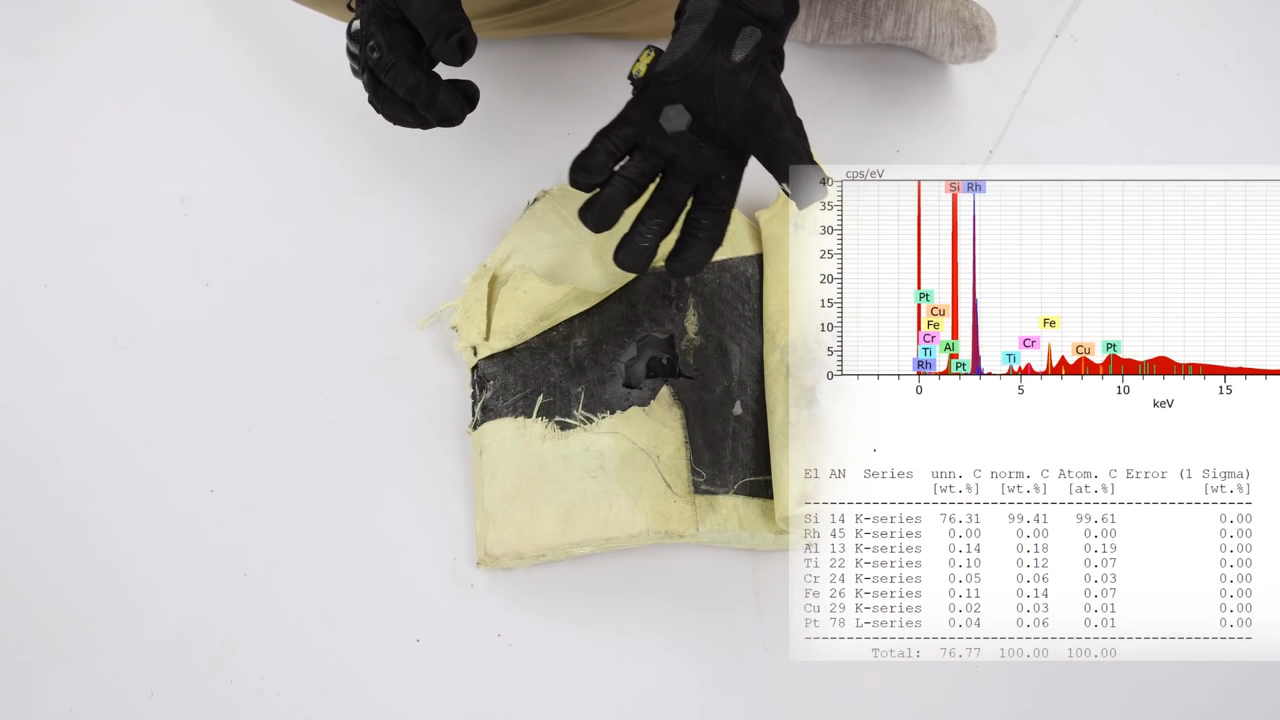 cps/eV
40
35
30
25
20
15
10
5
0
Si Rh
Pt
Cu
Fe
Cr
Ti
Rh
Al
Pt
Ti
Cr
Fe
Cu
Pt
0 5 10 15
keV
El AN Series unn. C norm. C Atom. C Error (1 Sigma)
[wt.%] [wt.%] [at.%] [wt.%]
Si 14 K-series 76.31 99.41 99.61 0.00
Rh 45 K-series 0.00 0.00 0.00 0.00
Al 13 K-series 0.14 0.18 0.19 0.00
Ti 22 K-series 0.10 0.12 0.07 0.00
Cr 24 K-series 0.05 0.06 0.03 0.00
Fe 26 K-series 0.11 0.14 0.07 0.00
Cu 29 K-series 0.02 0.03 0.01 0.00
Pt 78 L-series 0.04 0.06 0.01 0.00
Total: 76.77 100.00 100.00